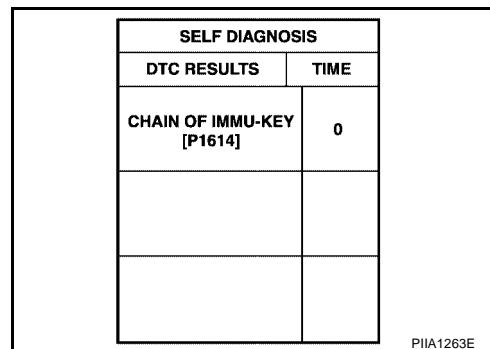 SELF DIAGNOSIS
DTC RESULTS TIME
CHAIN OF IMMU-KEY
[P1614]
0
PIIA1263E